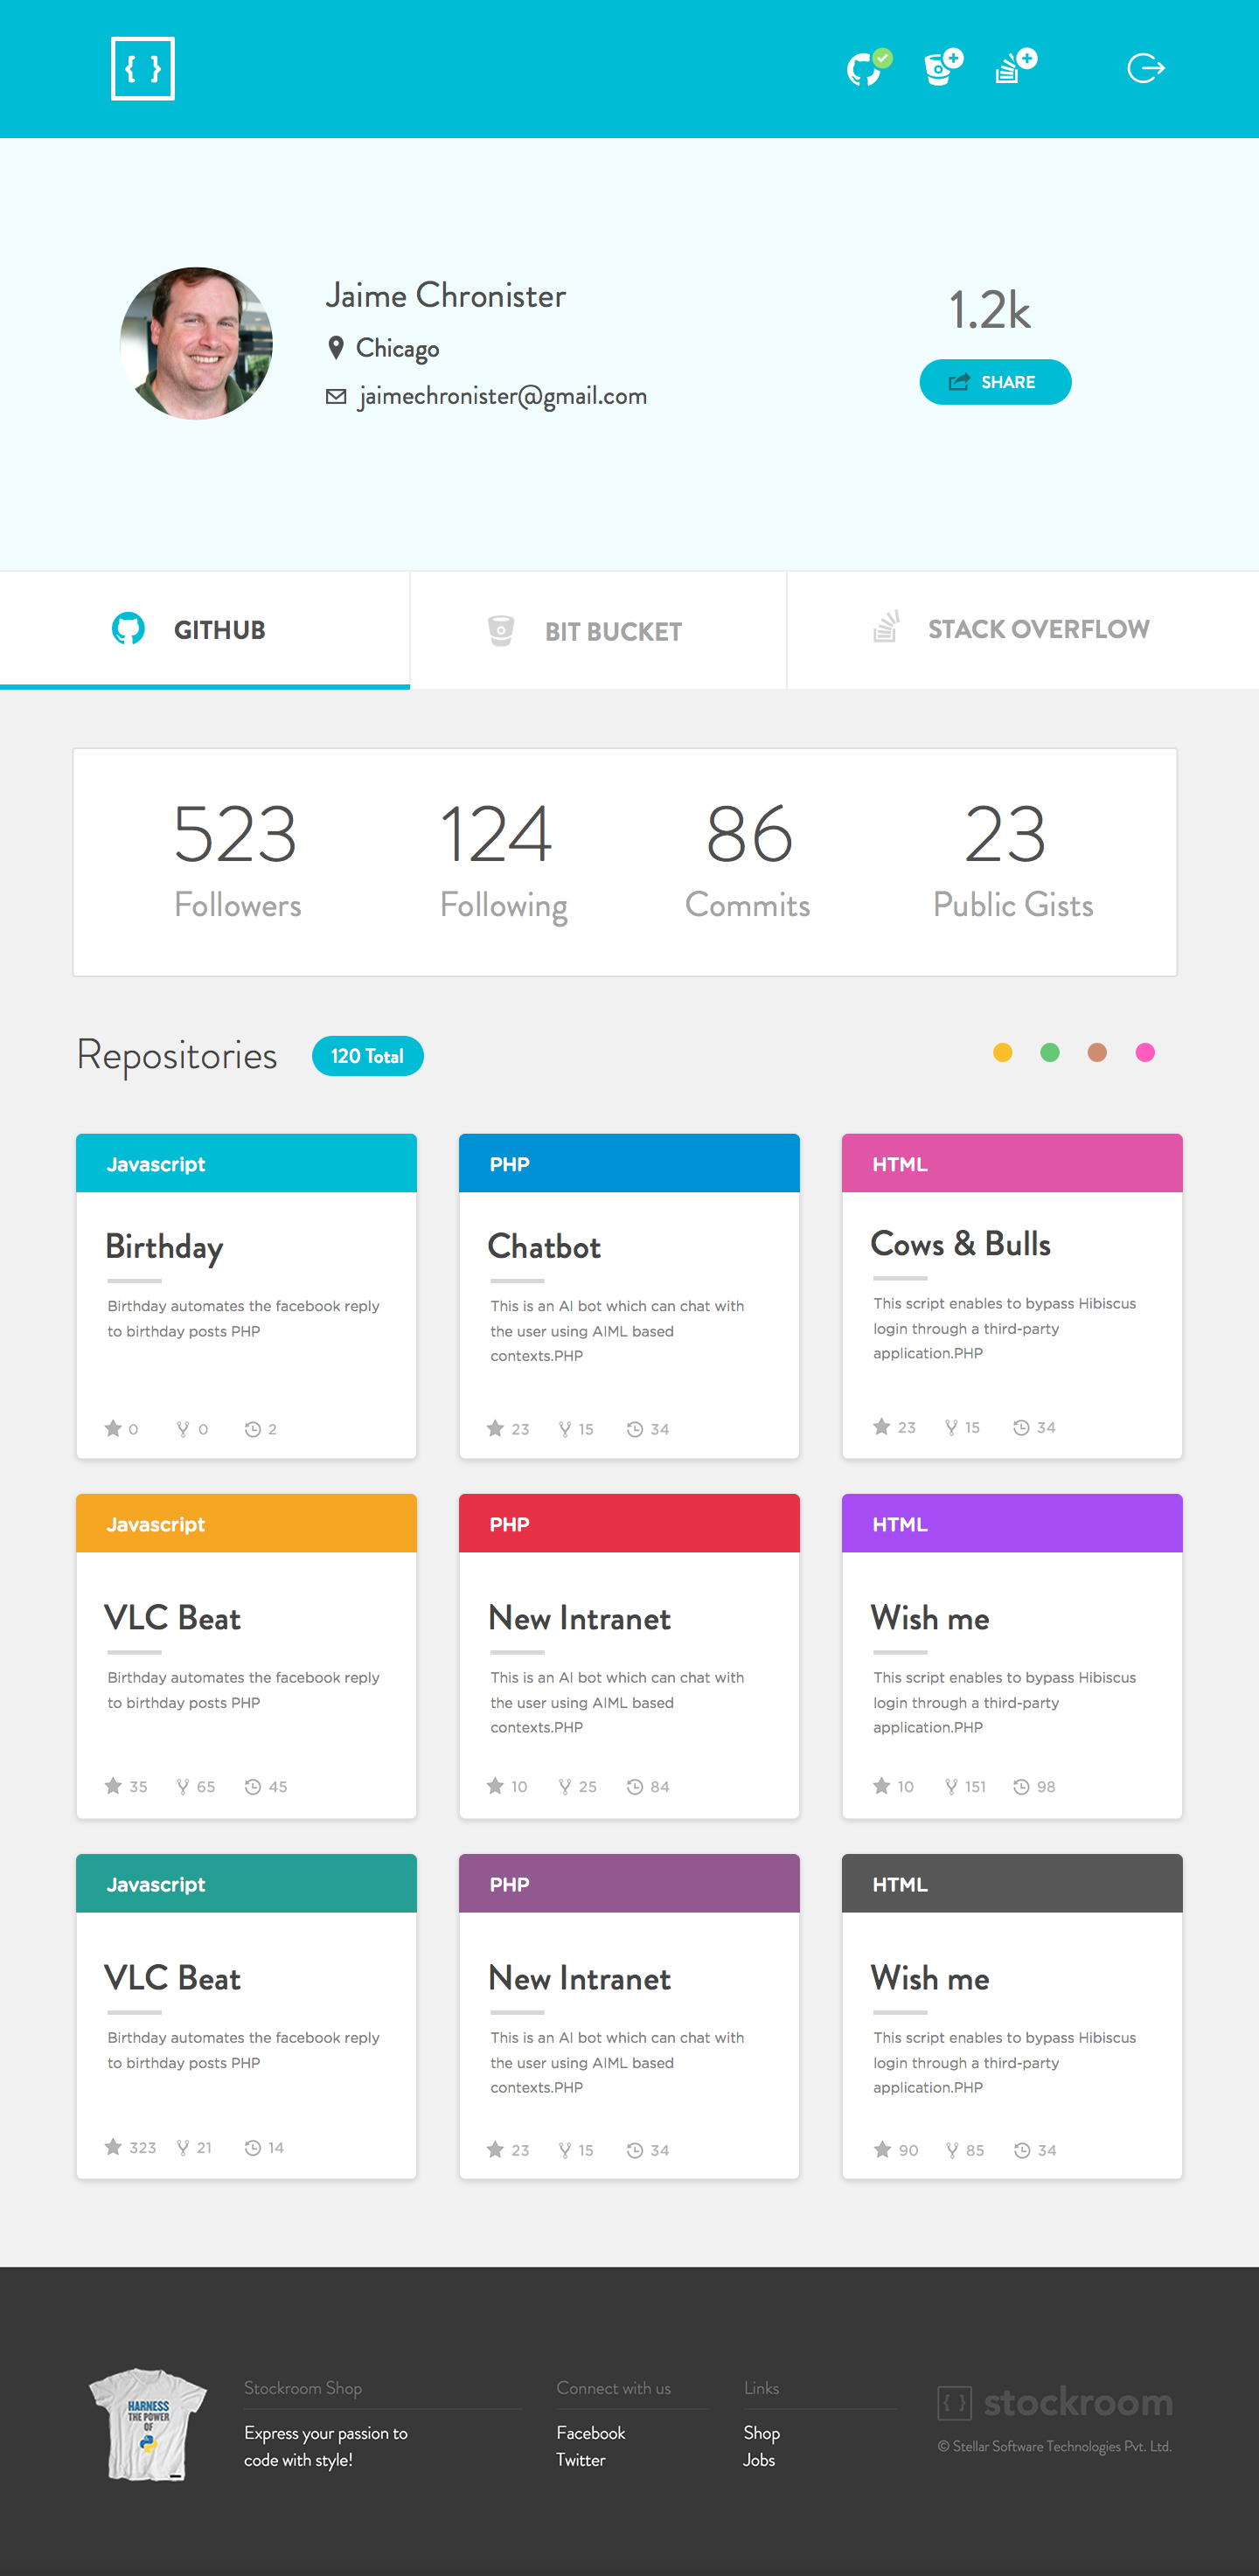 { }
Jaime Chronister
Chicago
jaimechronister@gmail.com
1.2k
SHARE
GITHUB
BIT BUCKET
STACK OVERFLOW
523
Followers
124
Following
86
Commits
23
Public Gists
Repositories
120 Total
Javascript
Birthday
Birthday automates the facebook reply
to birthday posts PHP
0 0 2
PHP
Chatbot
This is an AI bot which can chat with
the user using AIML based
contexts.PHP
23 15 34
HTML
Cows & Bulls
This script enables to bypass Hibiscus
login through a third-party
application.PHP
23 15 34
Javascript
VLC Beat
Birthday automates the facebook reply
to birthday posts PHP
35 65 45
PHP
New Intranet
This is an AI bot which can chat with
the user using AIML based
contexts.PHP
10 25 84
HTML
Wish me
This script enables to bypass Hibiscus
login through a third-party
application.PHP
10 151 98
Javascript
VLC Beat
Birthday automates the facebook reply
to birthday posts PHP
323 21 14
PHP
New Intranet
This is an AI bot which can chat with
the user using AIML based
contexts.PHP
23 15 34
HTML
Wish me
This script enables to bypass Hibiscus
login through a third-party
application.PHP
90 85 34
HARNESS
THE POWER
OF
Stockroom Shop
Express your passion to
code with style!
Connect with us
Facebook
Twitter
Links
Shop
Jobs
{ } stockroom
© Stellar Software Technologies Pvt. Ltd.